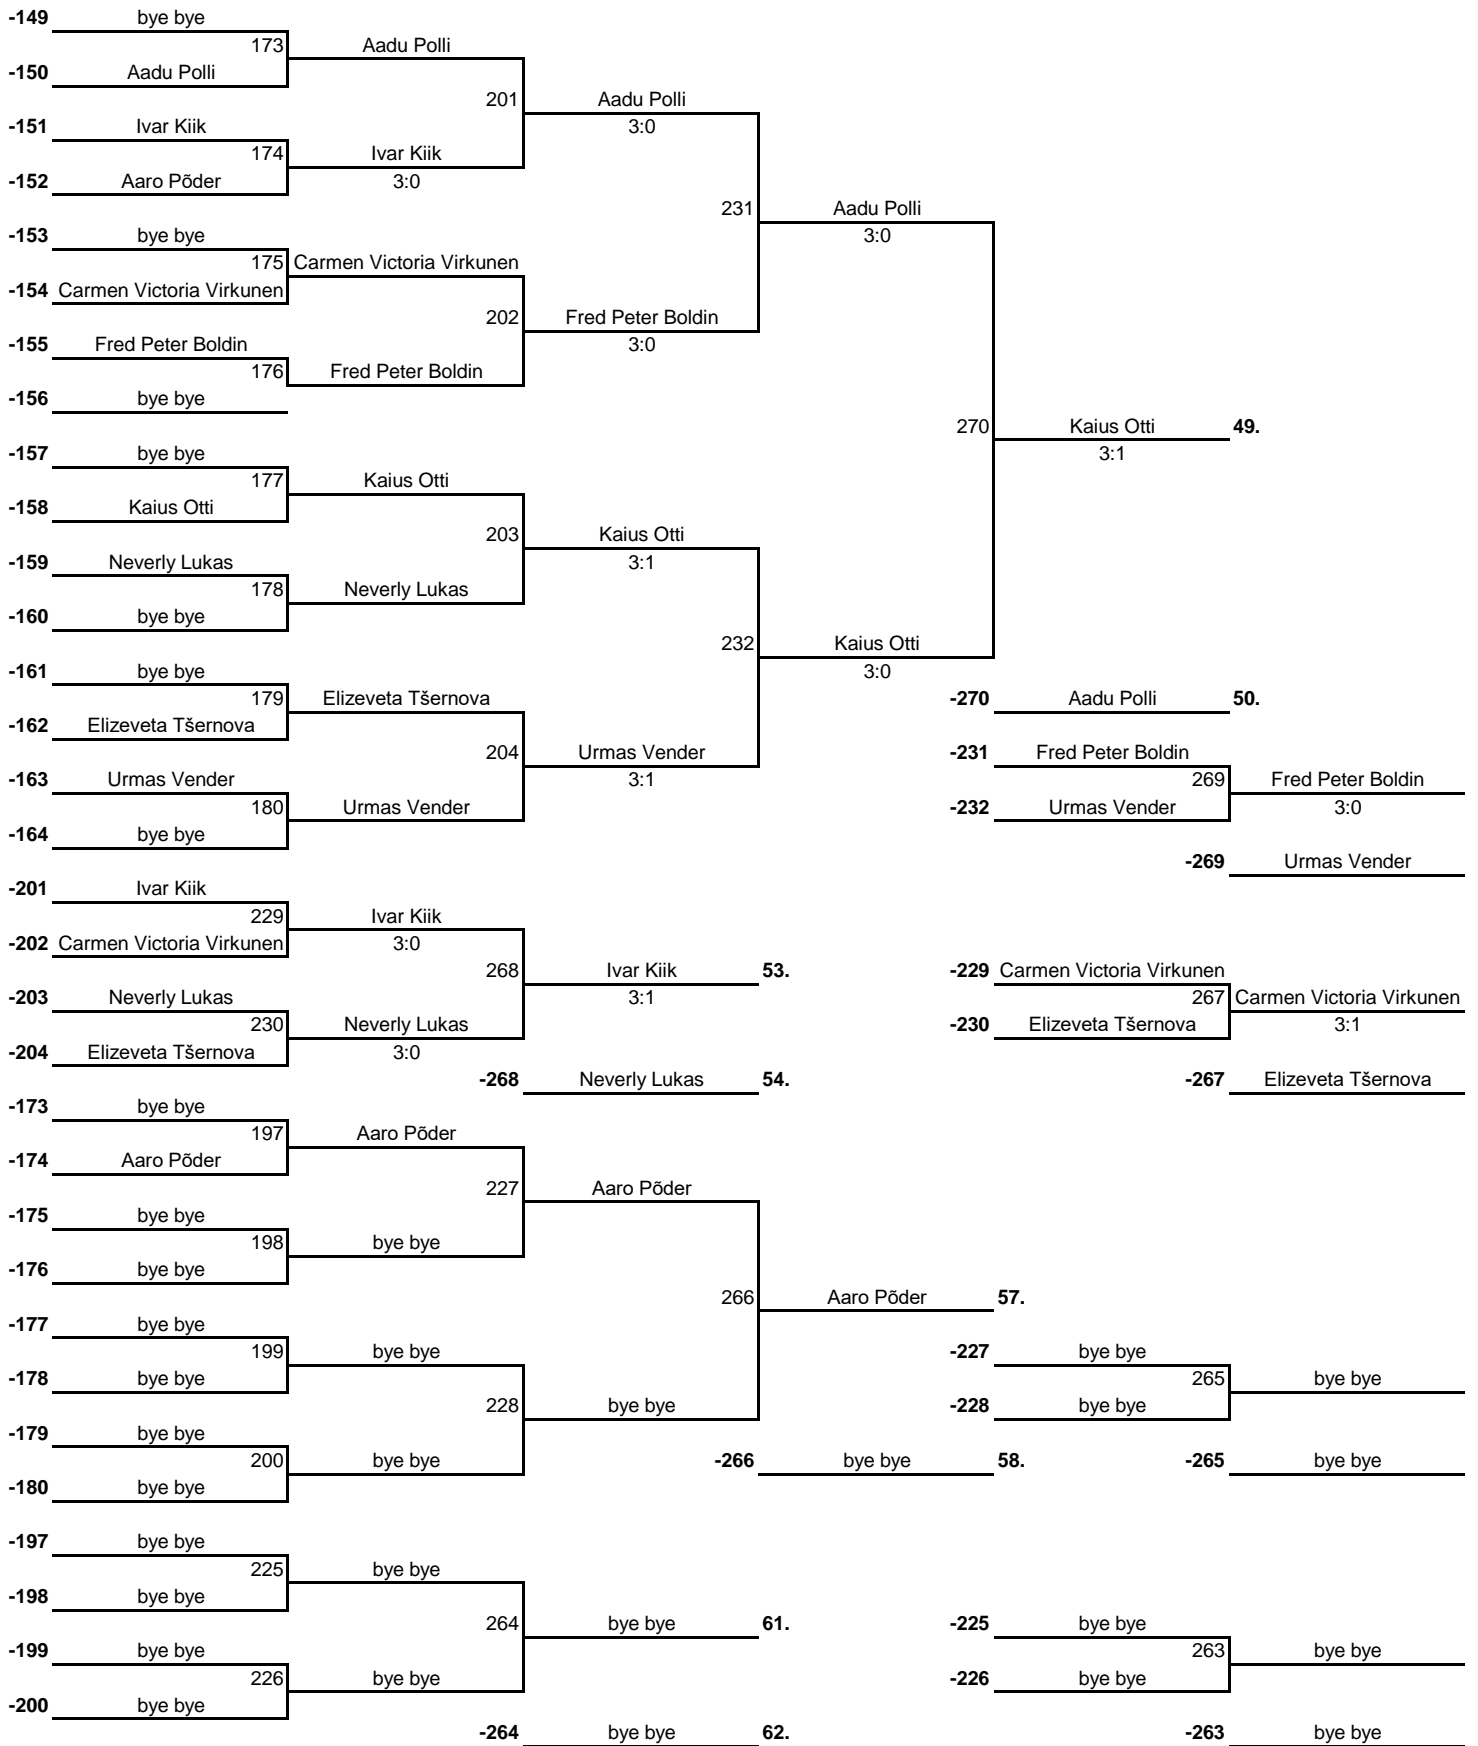 -149 bye bye
173 Aadu Polli
-150 Aadu Polli
201 Aadu Polli
-151 Ivar Kiik 3:0
174 Ivar Kiik
-152 Aaro Põder 3:0
231 Aadu Polli
-153 bye bye 3:0
175 Carmen Victoria Virkunen
-154 Carmen Victoria Virkunen
202 Fred Peter Boldin
-155 Fred Peter Boldin 3:0
176 Fred Peter Boldin
-156 bye bye
270 Kaius Otti 49.
-157 bye bye 3:1
177 Kaius Otti
-158 Kaius Otti
203 Kaius Otti
-159 Neverly Lukas 3:1
178 Neverly Lukas
-160 bye bye
232 Kaius Otti
-161 bye bye 3:0
179 Elizeveta Tšernova -270 Aadu Polli 50.
-162 Elizeveta Tšernova
204 Urmas Vender -231 Fred Peter Boldin
-163 Urmas Vender 3:1 269 Fred Peter Boldin
180 Urmas Vender -232 Urmas Vender 3:0
-164 bye bye
-269 Urmas Vender
-201 Ivar Kiik
229 Ivar Kiik
-202 Carmen Victoria Virkunen 3:0
268 Ivar Kiik 53. -229 Carmen Victoria Virkunen
-203 Neverly Lukas 3:1 267 Carmen Victoria Virkunen
230 Neverly Lukas -230 Elizeveta Tšernova 3:1
-204 Elizeveta Tšernova 3:0
-268 Neverly Lukas 54. -267 Elizeveta Tšernova
-173 bye bye
197 Aaro Põder
-174 Aaro Põder
227 Aaro Põder
-175 bye bye
198 bye bye
-176 bye bye
266 Aaro Põder 57.
-177 bye bye
199 bye bye -227 bye bye
-178 bye bye 265 bye bye
228 bye bye -228 bye bye
-179 bye bye
200 bye bye -266 bye bye 58. -265 bye bye
-180 bye bye
-197 bye bye
225 bye bye
-198 bye bye
264 bye bye 61. -225 bye bye
-199 bye bye 263 bye bye
226 bye bye -226 bye bye
-200 bye bye
-264 bye bye 62. -263 bye bye